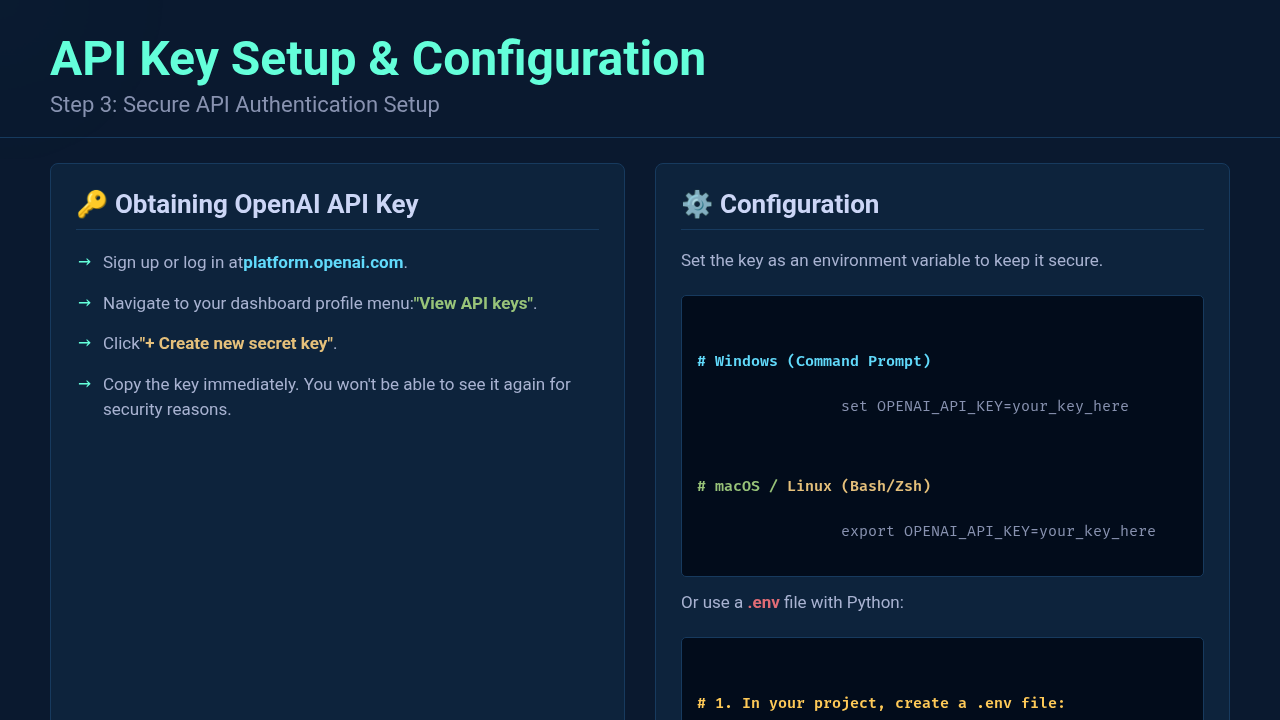 API Key Setup & Configuration
Step 3: Secure API Authentication Setup
🔑 Obtaining OpenAI API Key
→ Sign up or log in atplatform.openai.com.
→ Navigate to your dashboard profile menu:"View API keys".
→ Click"+ Create new secret key".
→ Copy the key immediately. You won't be able to see it again for
security reasons.
⚙️ Configuration
Set the key as an environment variable to keep it secure.
# Windows (Command Prompt)
set OPENAI_API_KEY=your_key_here
# macOS / Linux (Bash/Zsh)
export OPENAI_API_KEY=your_key_here
Or use a .env file with Python:
# 1. In your project, create a .env file: